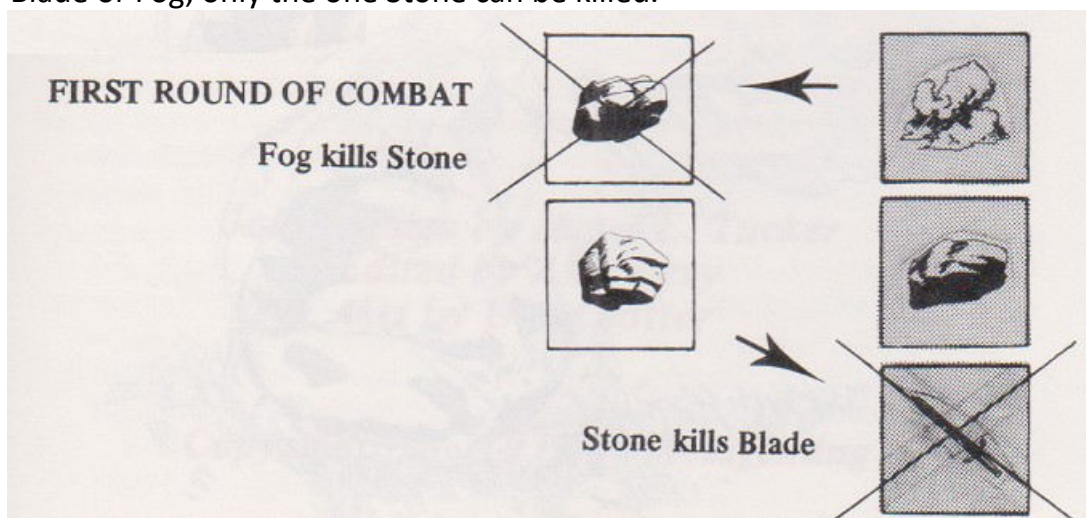 Blade or Fog, only the one Stone can be killed.
FIRST ROUND OF COMBAT
Fog kills Stone
Stone kills Blade